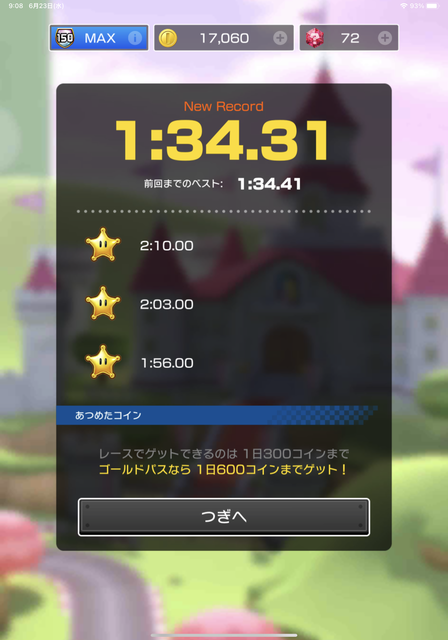 9:08 6月23日(水)
83%
150 MAX i
17,060
72
New Record
1:34.31
前回までのベスト: 1:34.41
2:10.00
2:03.00
1:56.00
あつめたコイン
レースでゲットできるのは 1日300コインまで
ゴールドパスなら 1日600コインまでゲット！
つぎへ